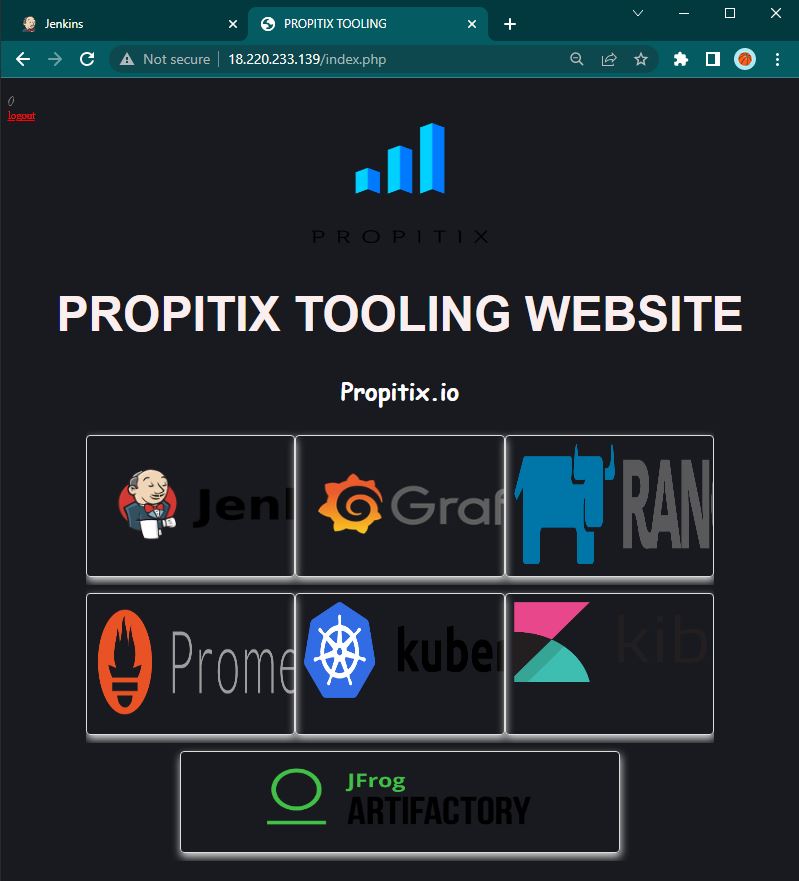 Jenkins
PROPITIX TOOLING
Not secure
18.220.233.139/index.php
0
logout
PROPITIX
PROPITIX TOOLING WEBSITE
Propitix.io
Jenk
Graf
RAN
Prome
kuber
kib
JFrog
ARTIFACTORY